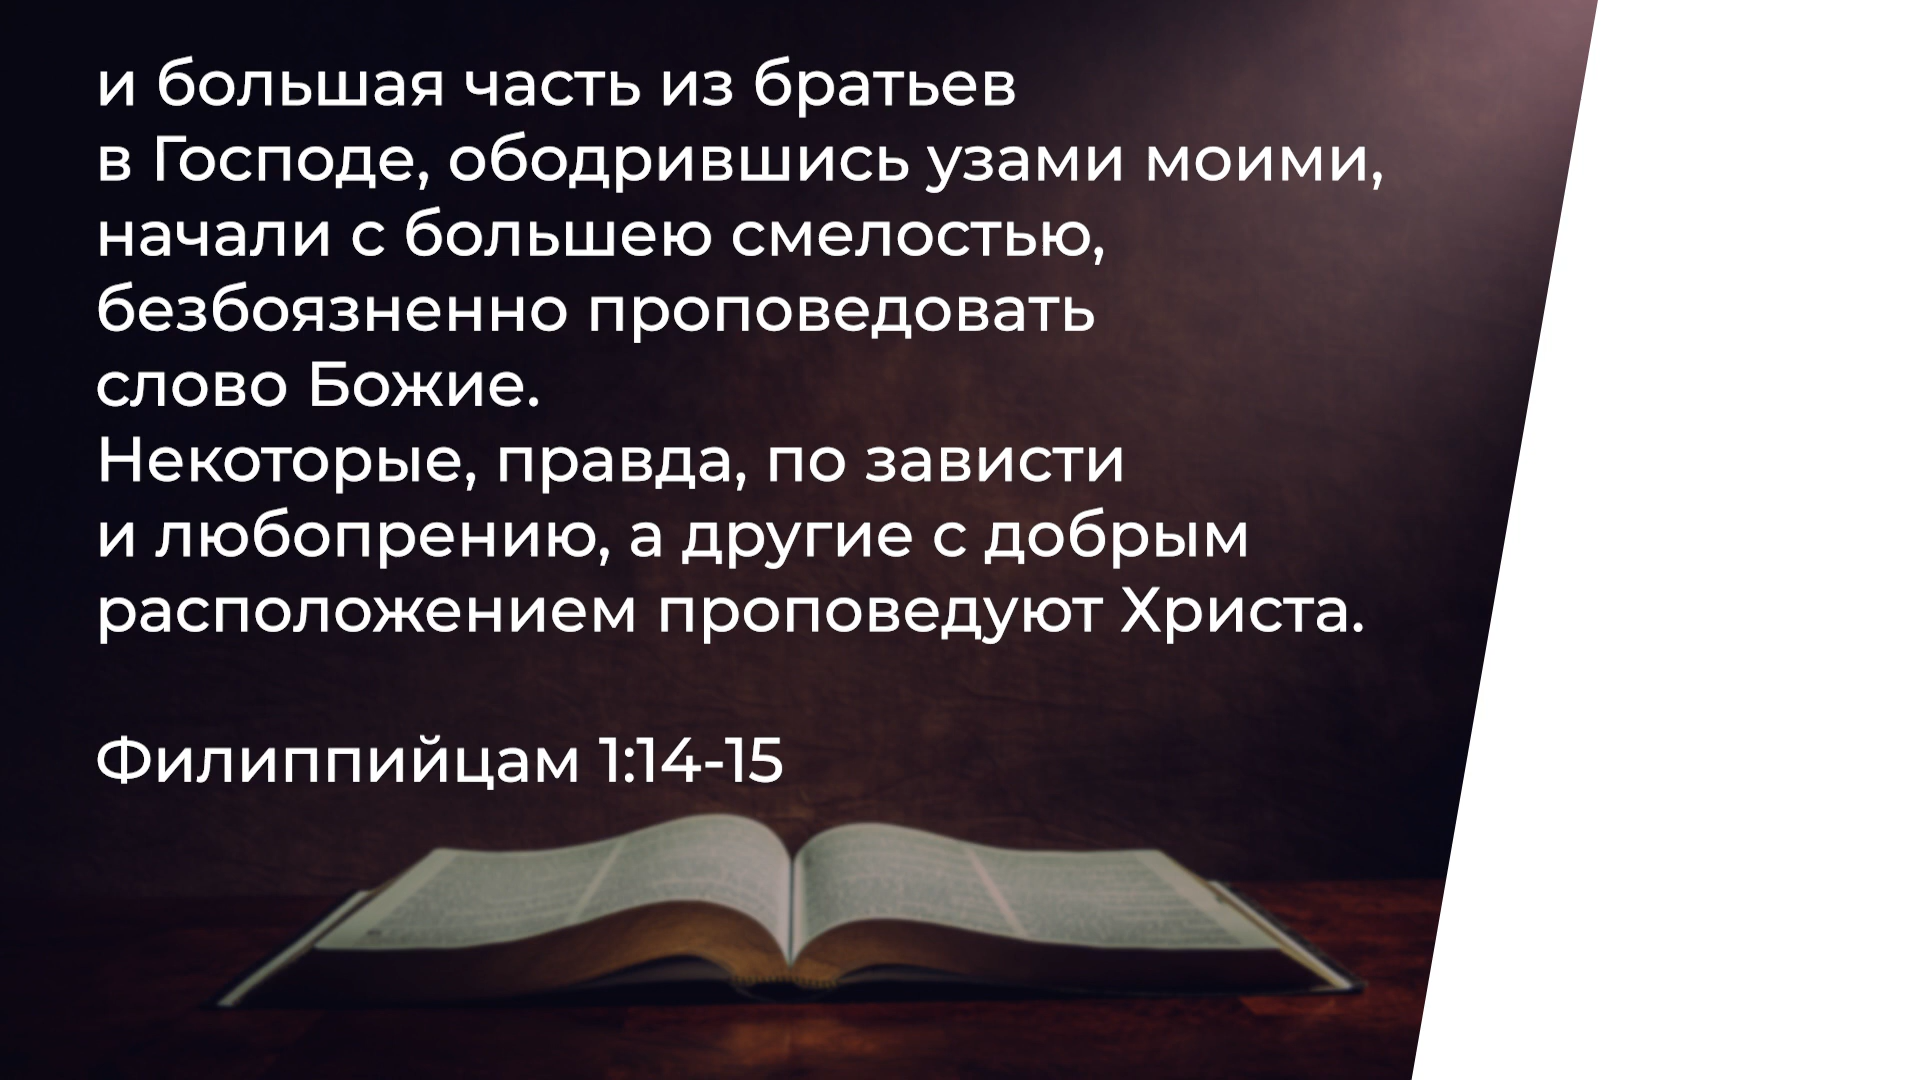 и большая часть из братьев
в Господе, ободрившись узами моими,
начали с большею смелостью,
безбоязненно проповедовать
слово Божие.
Некоторые, правда, по зависти
и любопрению, а другие с добрым
расположением проповедуют Христа.
Филиппийцам 1:14-15